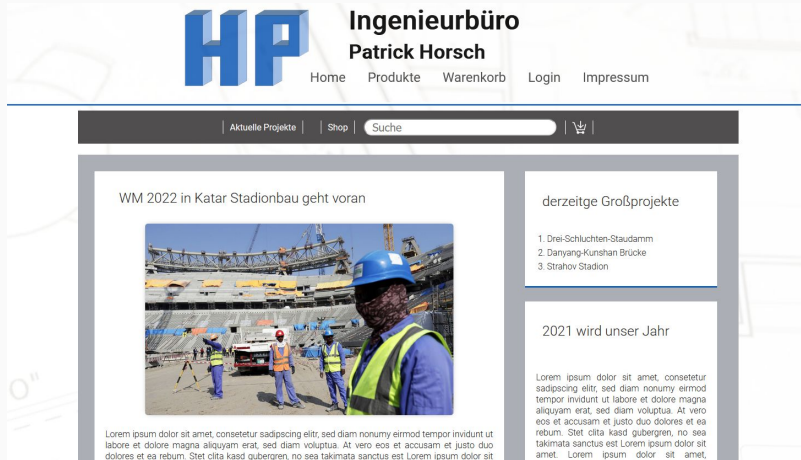 HP
Ingenieurbüro
Patrick Horsch
Home Produkte Warenkorb Login Impressum
Aktuelle Projekte Shop Suche
WM 2022 in Katar Stadionbau geht voran
Lorem ipsum dolor sit amet, consetetur sadipscing elitr, sed diam nonumy eirmod tempor invidunt ut
labore et dolore magna aliquyam erat, sed diam voluptua. At vero eos et accusam et justo duo
dolores et ea rebum. Stet clita kasd gubergren, no sea takimata sanctus est Lorem ipsum dolor sit
derzeitge Großprojekte
1. Drei-Schluchten-Staudamm
2. Danyang-Kunshan Brücke
3. Strahov Stadion
2021 wird unser Jahr
Lorem ipsum dolor sit amet, consetetur
sadipscing elitr, sed diam nonumy eirmod
tempor invidunt ut labore et dolore magna
aliquyam erat, sed diam voluptua. At vero
eos et accusam et justo duo dolores et ea
rebum. Stet clita kasd gubergren, no sea
takimata sanctus est Lorem ipsum dolor sit
amet. Lorem ipsum dolor sit amet,